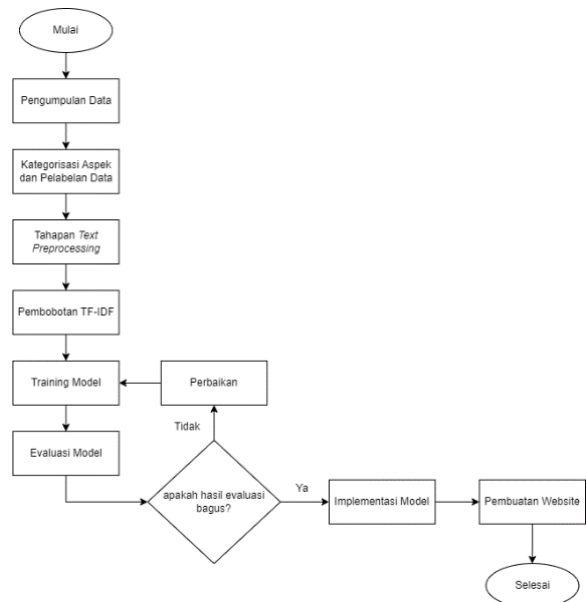 Mulai
Pengumpulan Data
Kategorisasi Aspek
dan Pelabelan Data
Tahapan Text
Preprocessing
Pembobotan TF-IDF
Training Model
Perbaikan
Tidak
Evaluasi Model
apakah hasil evaluasi
bagus?
Ya
Implementasi Model
Pembuatan Website
Selesai